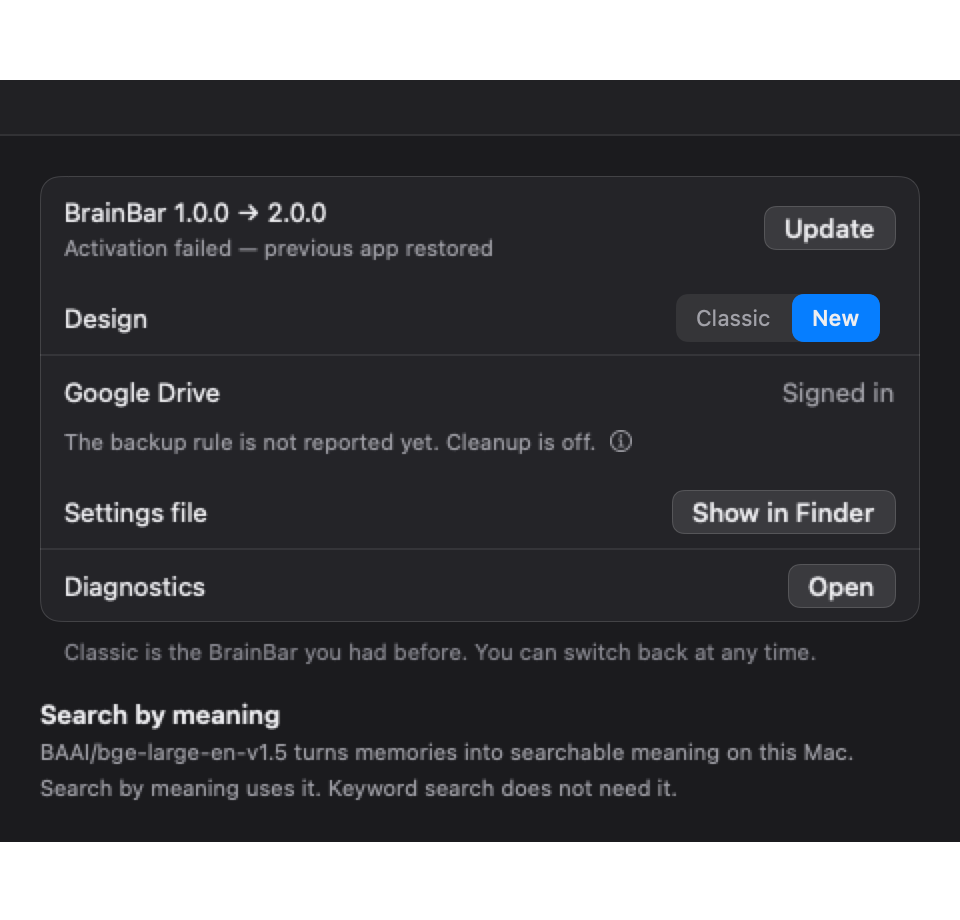 BrainBar 1.0.0 → 2.0.0
Update
Activation failed — previous app restored
Design
Classic
New
Google Drive
Signed in
The backup rule is not reported yet. Cleanup is off.
Settings file
Show in Finder
Diagnostics
Open
Classic is the BrainBar you had before. You can switch back at any time.
Search by meaning
BAAI/bge-large-en-v1.5 turns memories into searchable meaning on this Mac.
Search by meaning uses it. Keyword search does not need it.